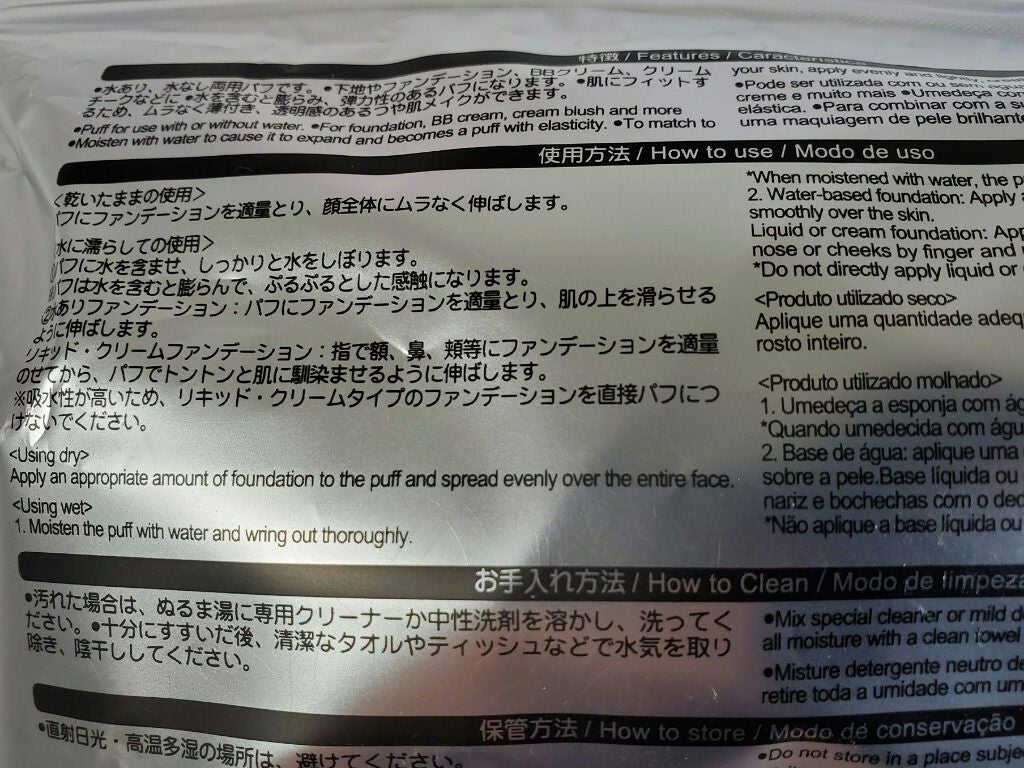 特徴 / Features / Característic
•水あり、水なし両用パフです。•下地やファンデーション、BBクリーム、クリーム
チークなどに •水を含むと膨らみ、弾力性のあるパフになります。•肌にフィットす
るため、ムラなく薄付き、透明感のあるつや肌メイクができます。
•Puff for use with or without water. •For foundation, BB cream, cream blush and more
•Moisten with water to cause it to expand and becomes a puff with elasticity. •To match to
your skin, apply evenly and lightly,
•Pode ser utilizada com ou sem água
creme e muito mais •Umedeça com
elástica. •Para combinar com a su
uma maquiagem de pele brilhante
使用方法 / How to use / Modo de uso
<乾いたままの使用>
パフにファンデーションを適量とり、顔全体にムラなく伸ばします。
水に濡らしての使用>
パフに水を含ませ、しっかりと水をしぼります。
パフは水を含むと膨らんで、ぷるぷるとした感触になります。
②水ありファンデーション：パフにファンデーションを適量とり、肌の上を滑らせる
ように伸ばします。
リキッド・クリームファンデーション：指で額、鼻、頬等にファンデーションを適量
のせてから、パフでトントンと肌に馴染ませるように伸ばします。
※吸水性が高いため、リキッド・クリームタイプのファンデーションを直接パフにつ
けないでください。
<Using dry>
Apply an appropriate amount of foundation to the puff and spread evenly over the entire face.
<Using wet>
1. Moisten the puff with water and wring out thoroughly.
*When moistened with water, the p
2. Water-based foundation: Apply
smoothly over the skin.
Liquid or cream foundation: App
nose or cheeks by finger and
*Do not directly apply liquid or
<Produto utilizado seco>
Aplique uma quantidade adeq
rosto inteiro.
<Produto utilizado molhado>
1. Umedeça a esponja com ág
*Quando umedecida com águ
2. Base de água: aplique uma
sobre a pele.Base líquida ou
nariz e bochechas com o ded
*Não aplique a base líquida ou
お手入れ方法 / How to Clean / Modo de limpeza
•汚れた場合は、ぬるま湯に専用クリーナーか中性洗剤を溶かし、洗ってく
ださい。•十分にすすいだ後、清潔なタオルやティッシュなどで水気を取り
除き、陰干ししてください。
•Mix special cleaner or mild d
all moisture with a clean towel
•Misture detergente neutro de
retire toda a umidade com um
保管方法 / How to store / Modo de conservação
•直射日光・高温多湿の場所は、避けてください。
•Do not store in a place subje